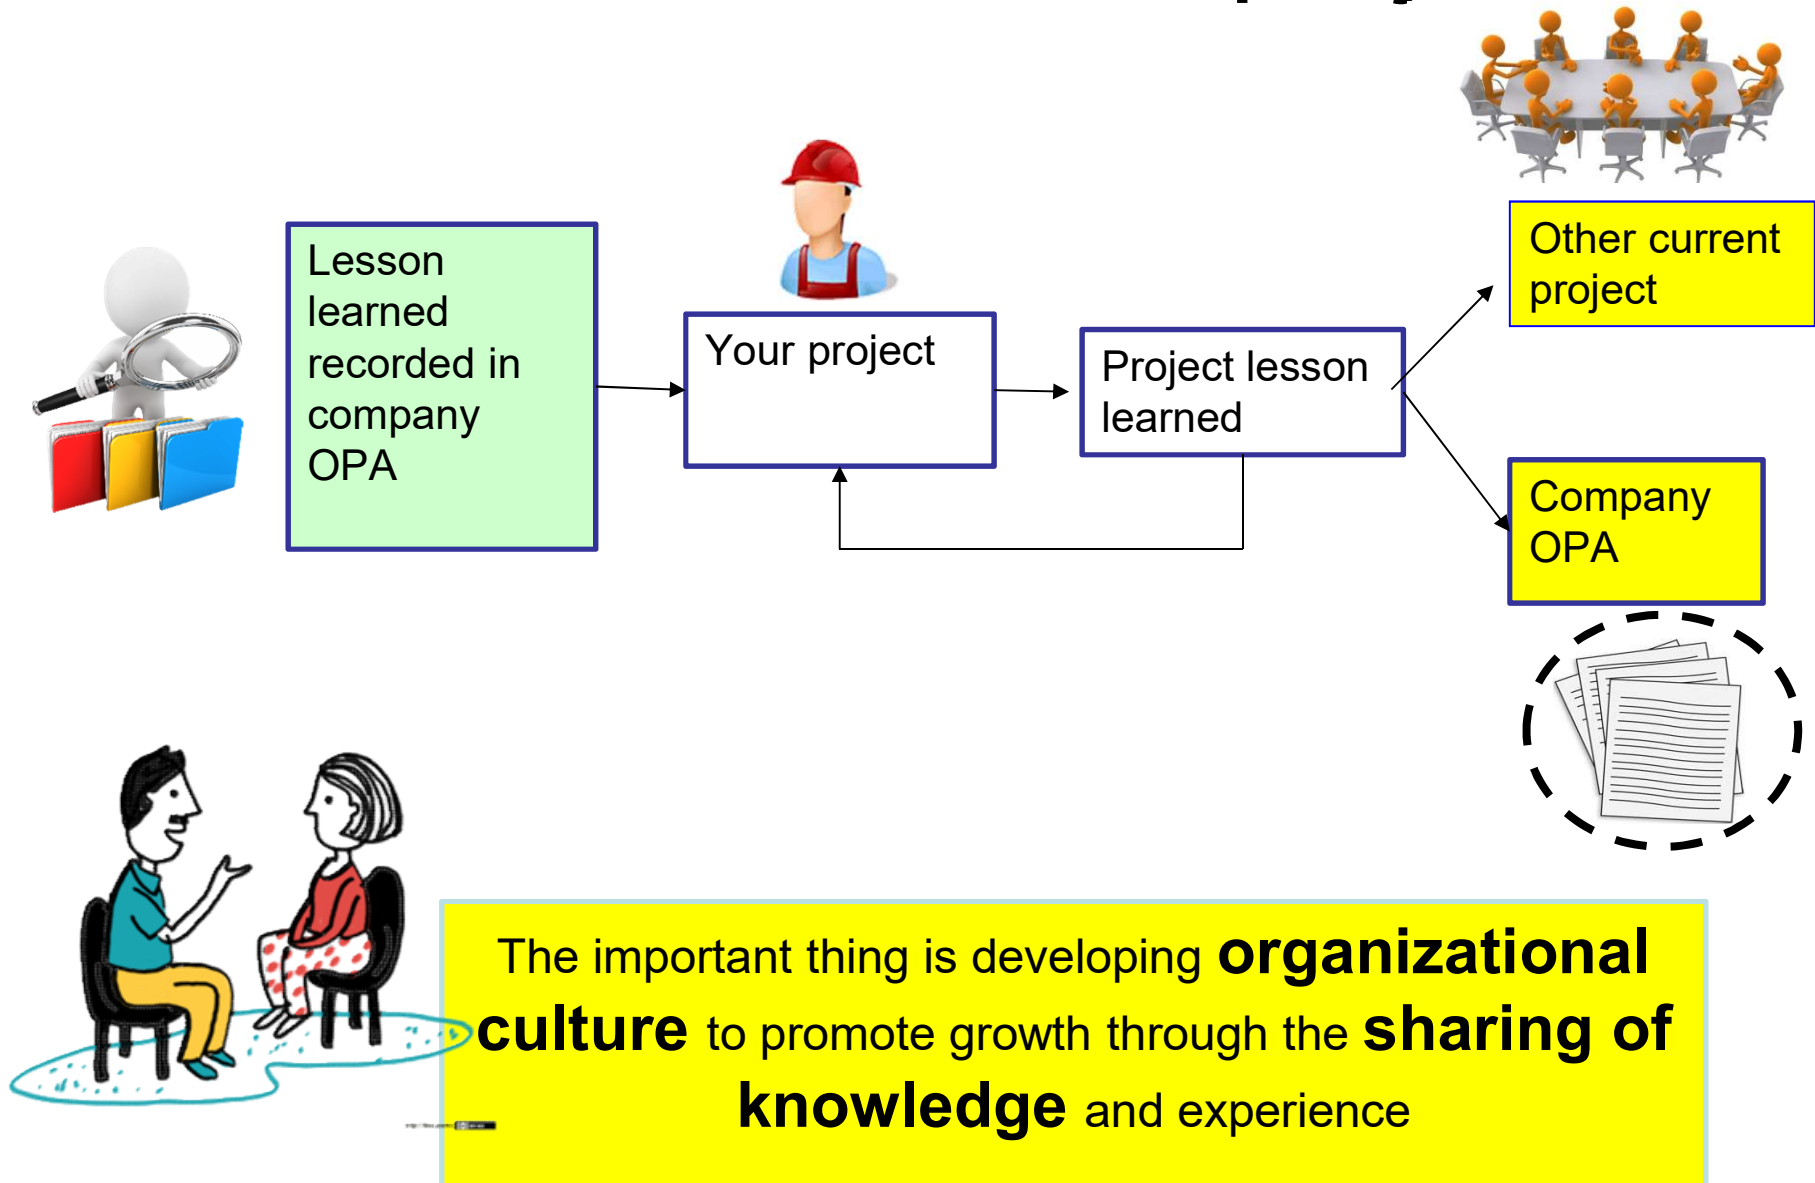 Other current
project
Lesson
learned
recorded in
company
OPA
Your project
Project lesson
learned
Company
OPA
The important thing is developing organizational
culture to promote growth through the sharing of
knowledge and experience